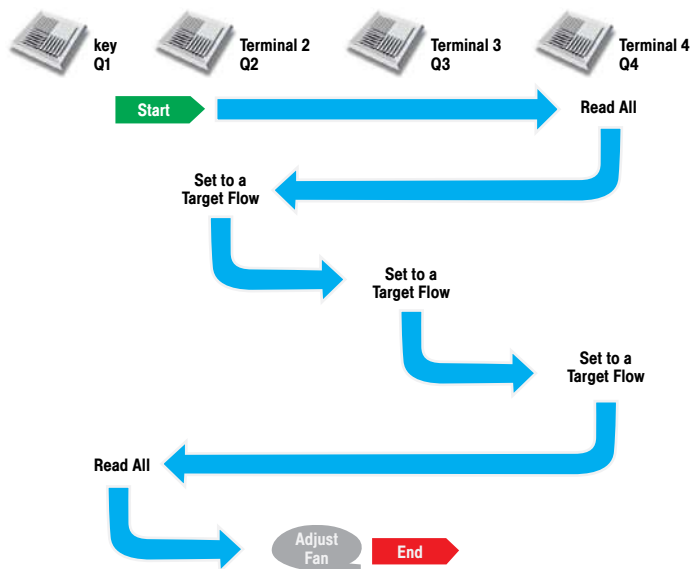 key
Q1
Terminal 2
Q2
Terminal 3
Q3
Terminal 4
Q4
Start
Read All
Set to a
Target Flow
Set to a
Target Flow
Set to a
Target Flow
Read All
Adjust
Fan
End